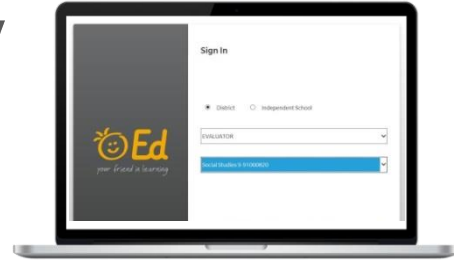 Sign In
District Independent School
EVALUATOR
Ed
your friend in learning